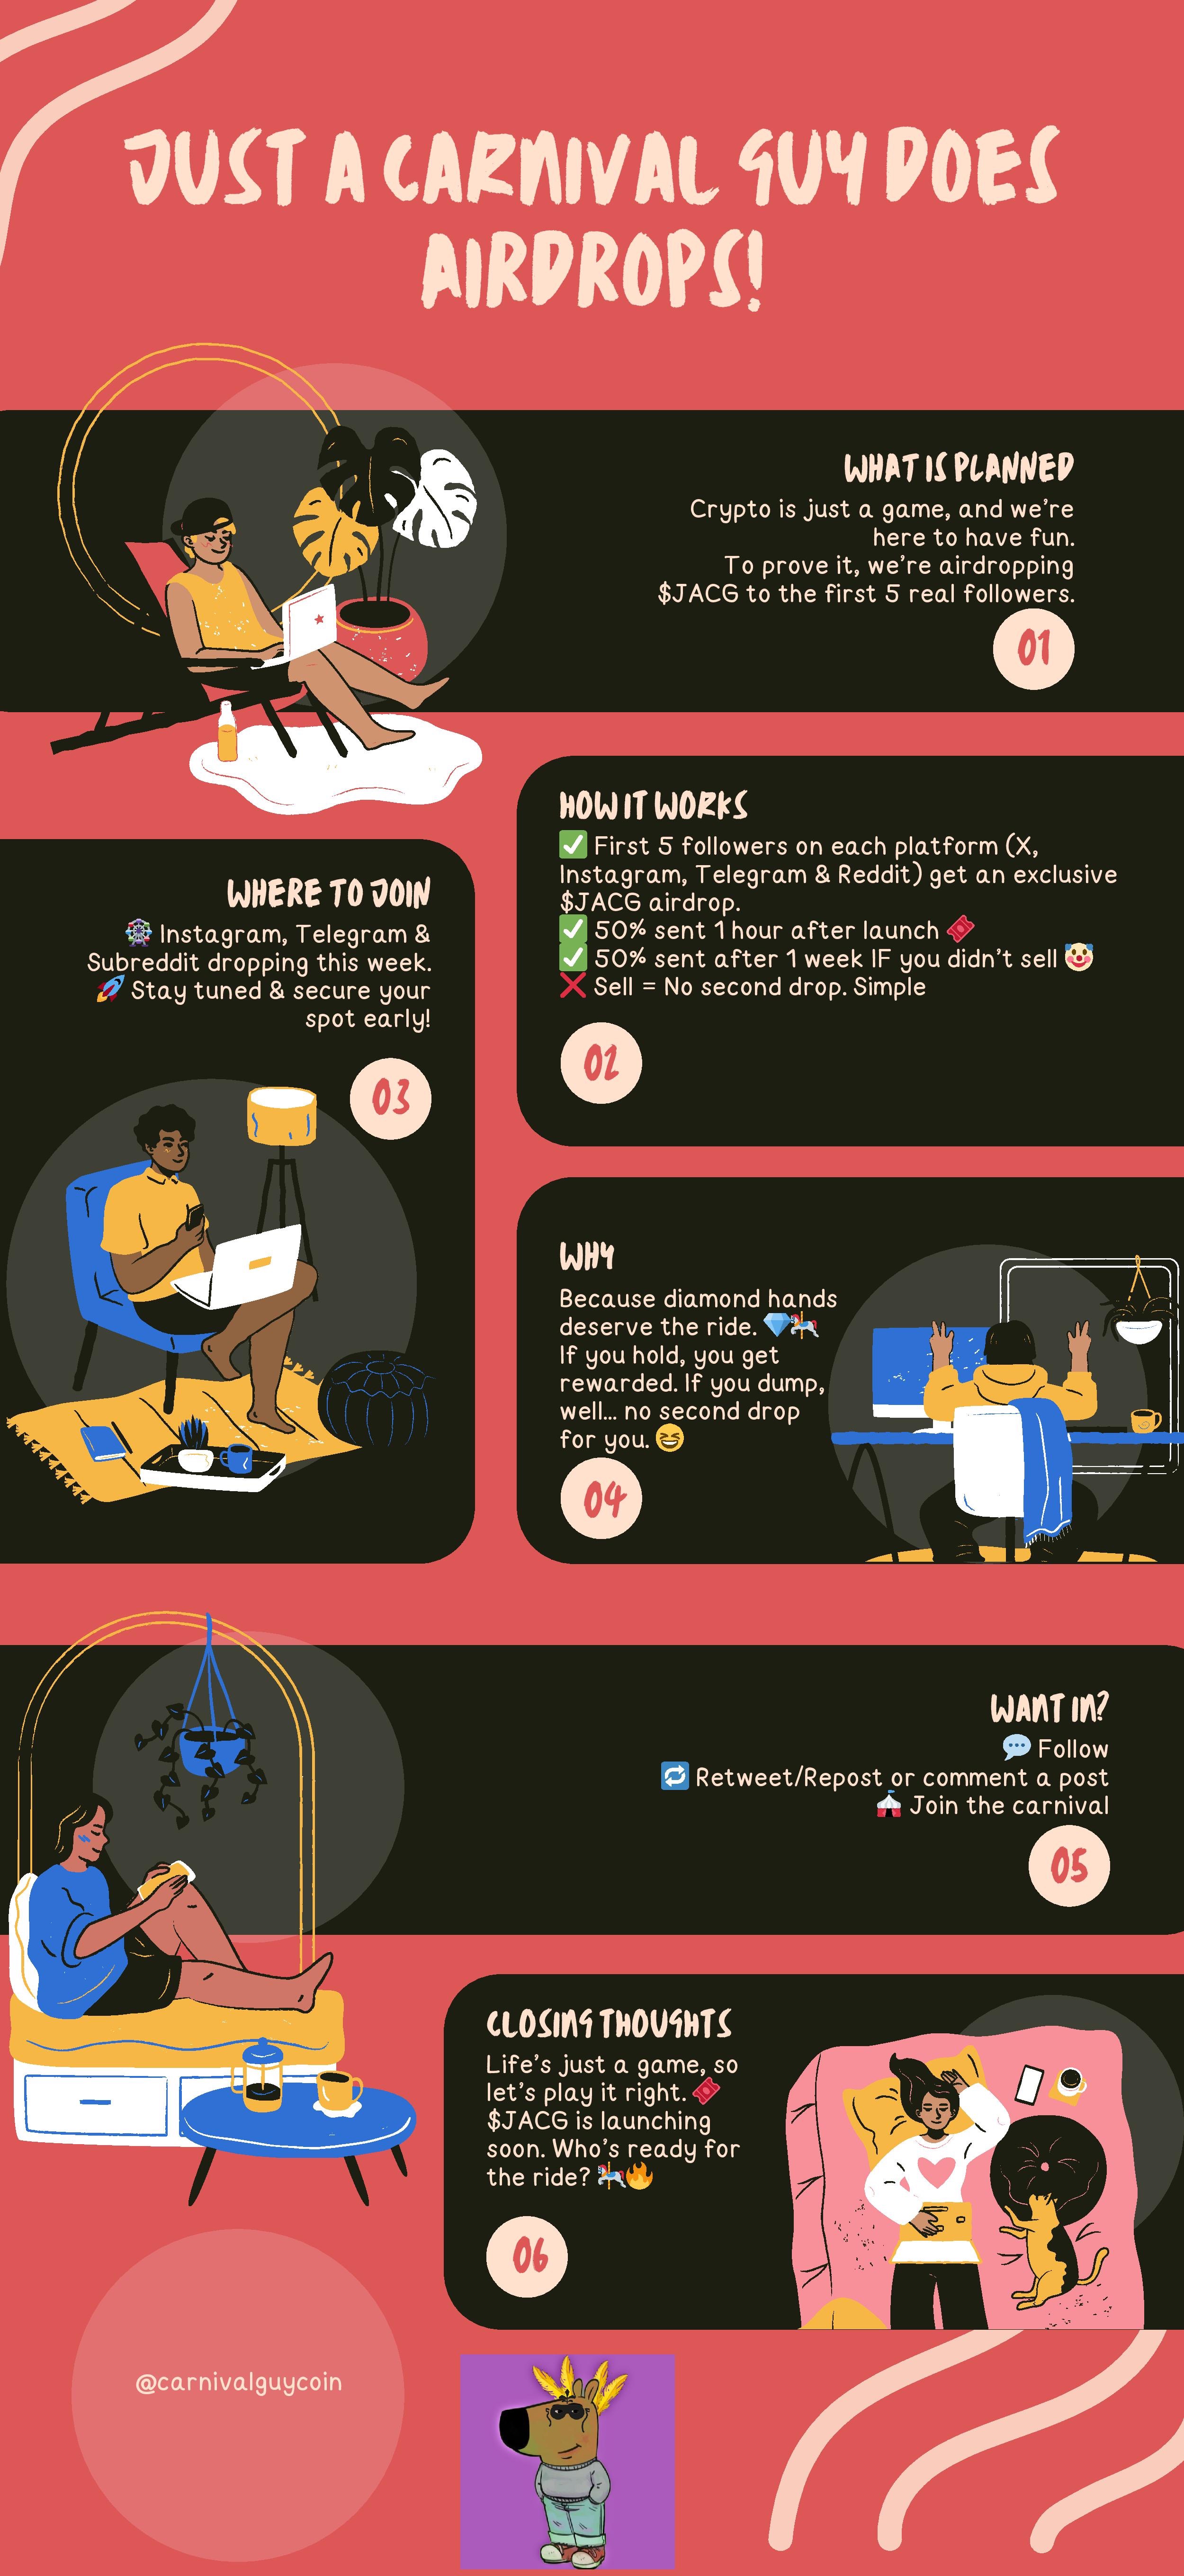 JUST A CARNIVAL GUY DOES
AIRDROPS!
WHAT IS PLANNED
Crypto is just a game, and we're
here to have fun.
To prove it, we're airdropping
$JACG to the first 5 real followers.
01
HOW IT WORKS
✅ First 5 followers on each platform (X,
Instagram, Telegram & Reddit) get an exclusive
$JACG airdrop.
✅ 50% sent 1 hour after launch 🎟️
✅ 50% sent after 1 week IF you didn't sell 🤡
❌ Sell = No second drop. Simple
02
WHERE TO JOIN
🎡 Instagram, Telegram &
Subreddit dropping this week.
🚀 Stay tuned & secure your
spot early!
03
WHY
Because diamond hands
deserve the ride. 💎🎠
If you hold, you get
rewarded. If you dump,
well... no second drop
for you. 😆
04
WANT IN?
💬 Follow
🔁 Retweet/Repost or comment a post
🎪 Join the carnival
05
CLOSING THOUGHTS
Life's just a game, so
let's play it right. 🎟️
$JACG is launching
soon. Who's ready for
the ride? 🎠🔥
06
@carnivalguycoin